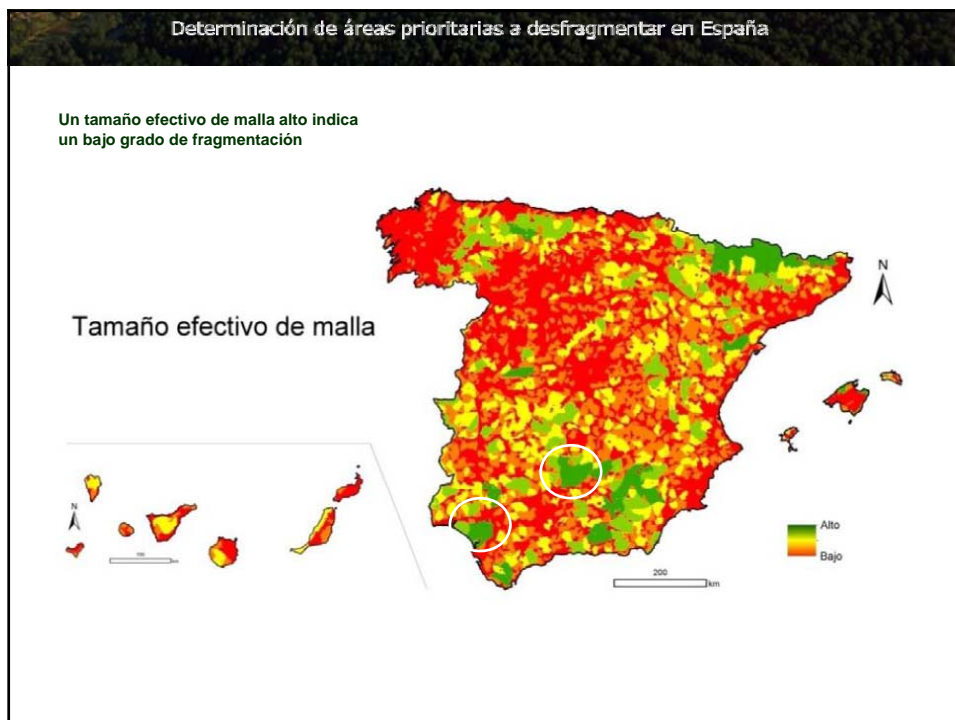 Determinación de áreas prioritarias a desfragmentar en España
Un tamaño efectivo de malla alto indica
un bajo grado de fragmentación
Tamaño efectivo de malla
N
N
Alto
Bajo
200
km